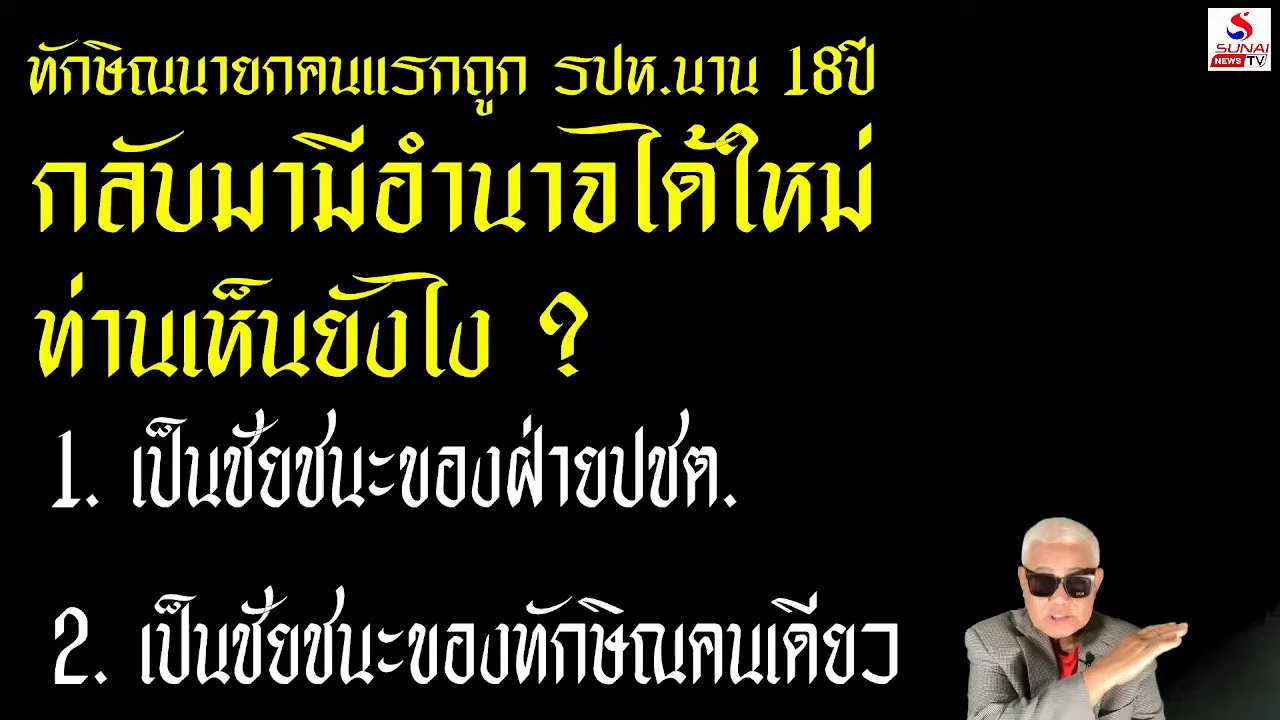 ทักษิณนายกคนแรกถูก รปห.นาน 18ปี
กลับมามีอำนาจได้ใหม่
ท่านเห็นยังไง ?
1. เป็นชัยชนะของฝ่ายปชต.
2. เป็นชัยชนะของทักษิณคนเดียว
SUNAI
NEWS TV